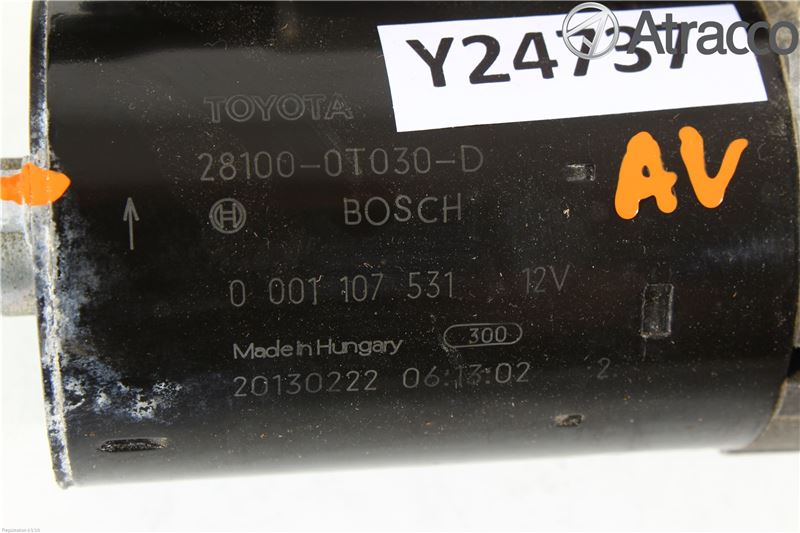 Atracco
Y24737
TOYOTA
28100-0T030-D
AV
BOSCH
0 001 107 531 12V
Made in Hungary 300
20130222 06:13:02 2